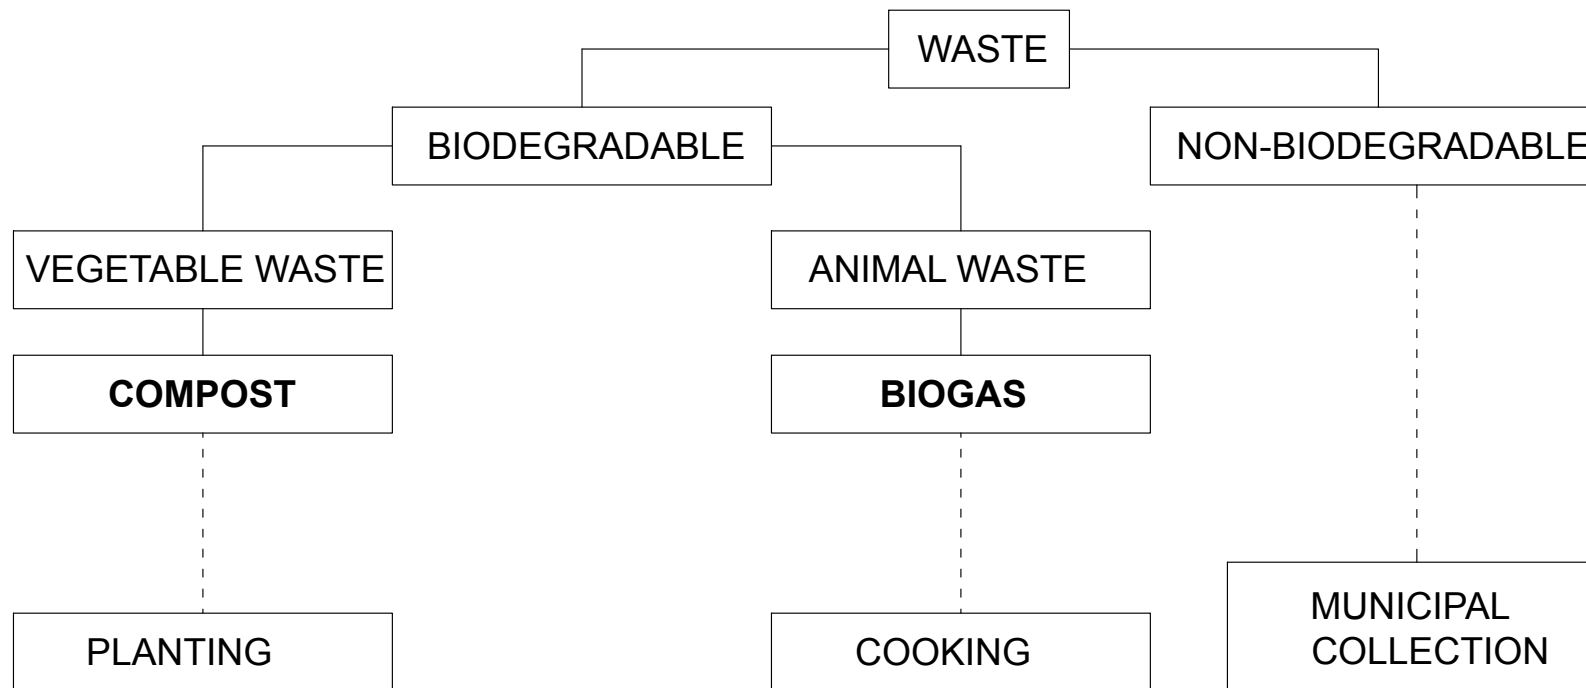 WASTE
BIODEGRADABLE
NON-BIODEGRADABLE
VEGETABLE WASTE
ANIMAL WASTE
COMPOST
BIOGAS
PLANTING
COOKING
MUNICIPAL
COLLECTION